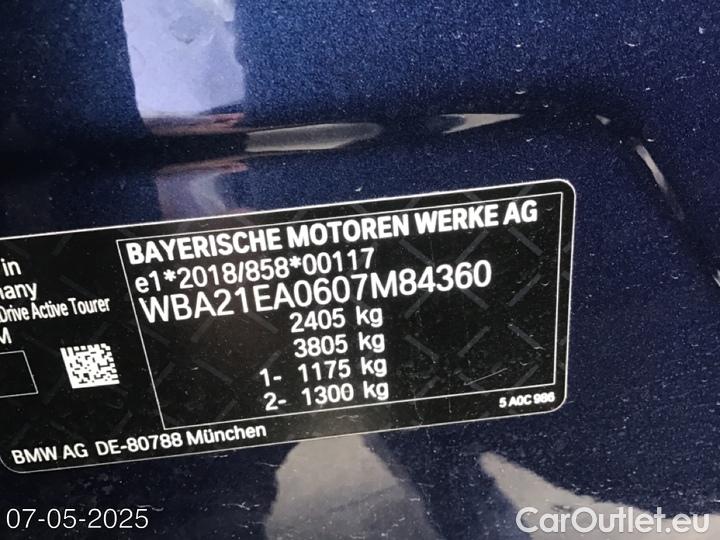 BAYERISCHE MOTOREN WERKE AG
e1*2018/858*00117
WBA21EA0607M84360
2405 kg
3805 kg
1- 1175 kg
2- 1300 kg
in
Drive Active Tourer
5 A0C 986
BMW AG DE-80788 München
07-05-2025
CarOutlet.eu